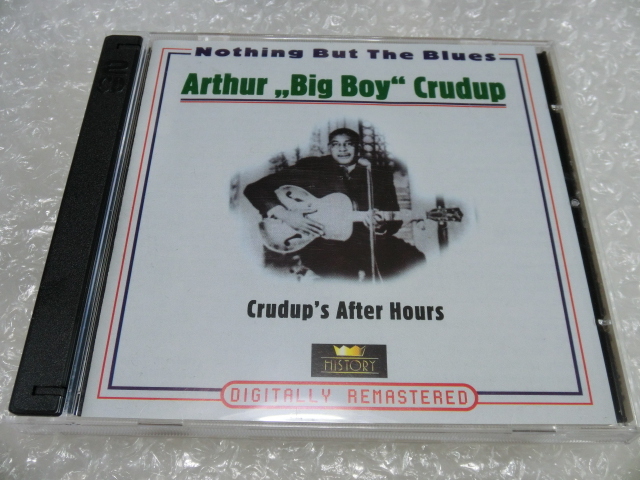 Nothing But The Blues
Arthur „Big Boy“ Crudup
Crudup's After Hours
HiSTORY
DIGITALLY REMASTERED